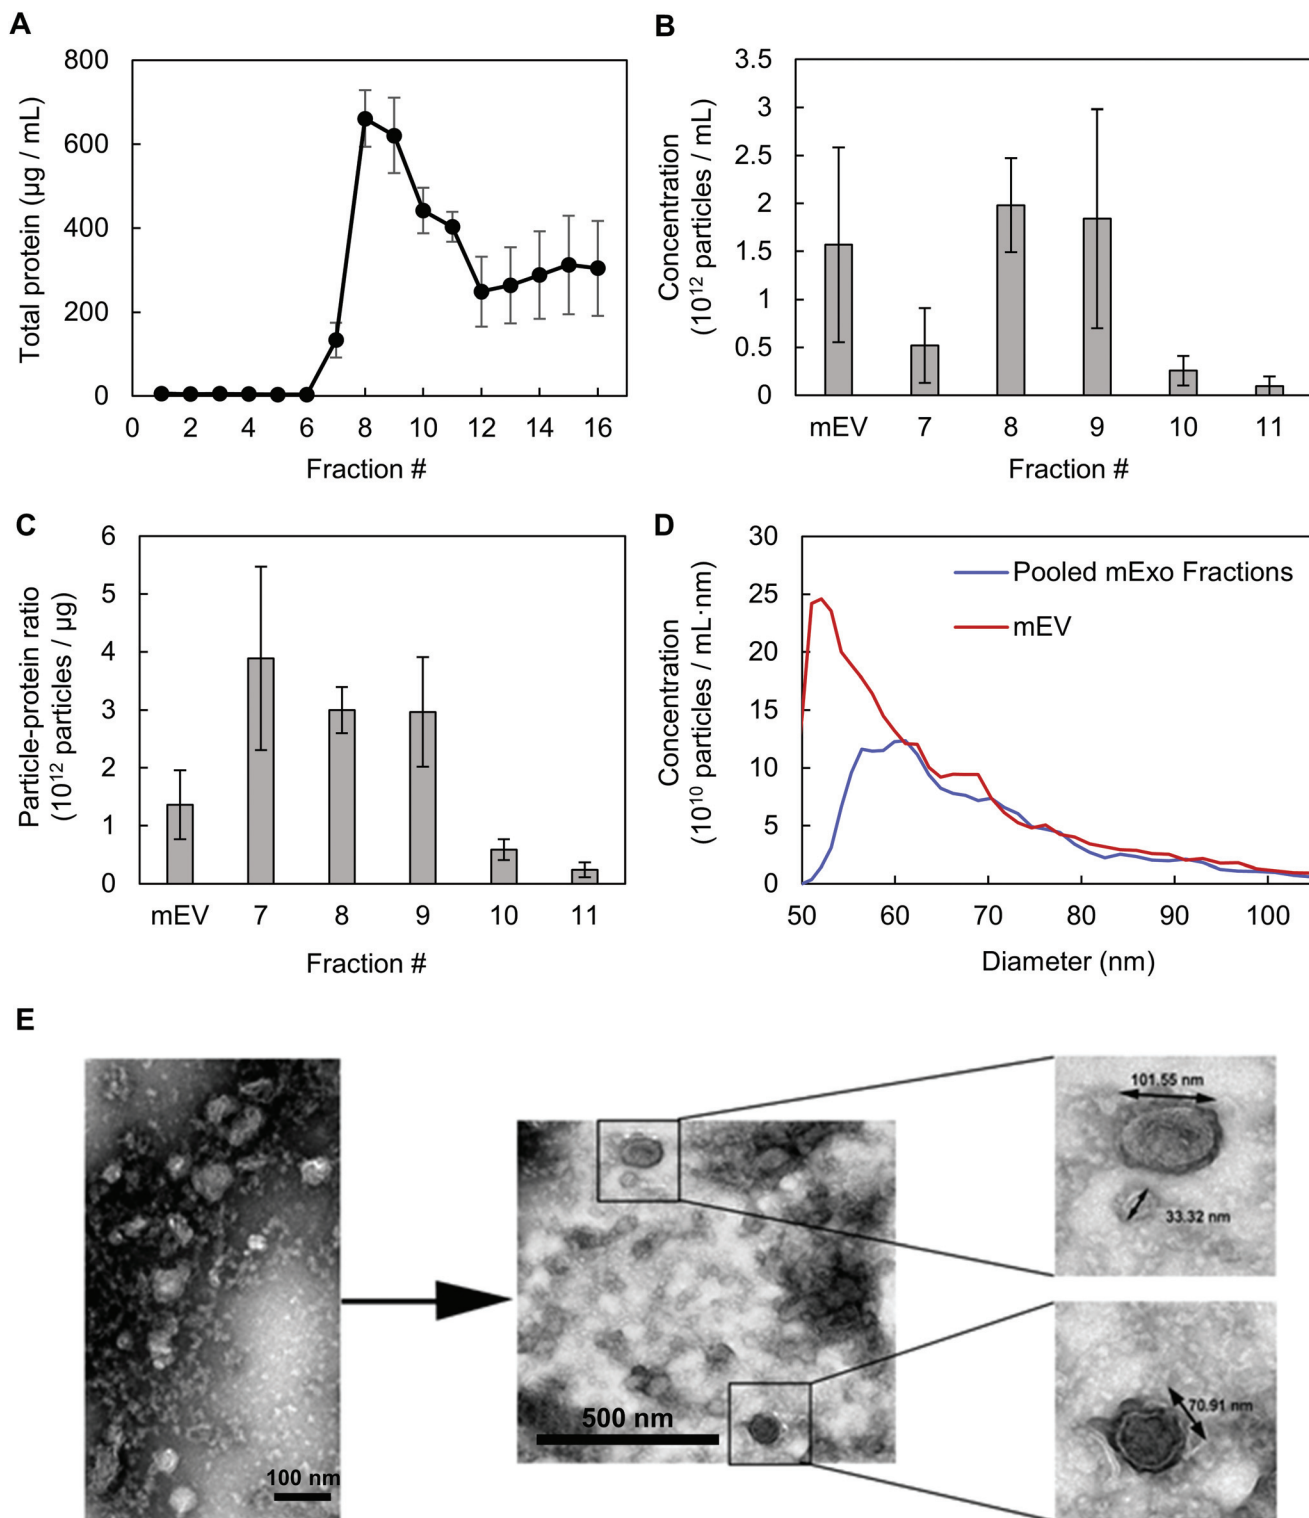 A
800
600
400
200
0
Total protein (µg / mL)
0 2 4 6 8 10 12 14 16
Fraction #
B
3.5
3
2.5
2
1.5
1
0.5
0
Concentration
(10¹² particles / mL)
mEV 7 8 9 10 11
Fraction #
C
6
5
4
3
2
1
0
Particle-protein ratio
(10¹² particles / µg)
mEV 7 8 9 10 11
Fraction #
D
30
25
20
15
10
5
0
Concentration
(10¹⁰ particles / mL·nm)
Pooled mExo Fractions
mEV
50 60 70 80 90 100
Diameter (nm)
E
100 nm
500 nm
101.55 nm
33.32 nm
70.91 nm